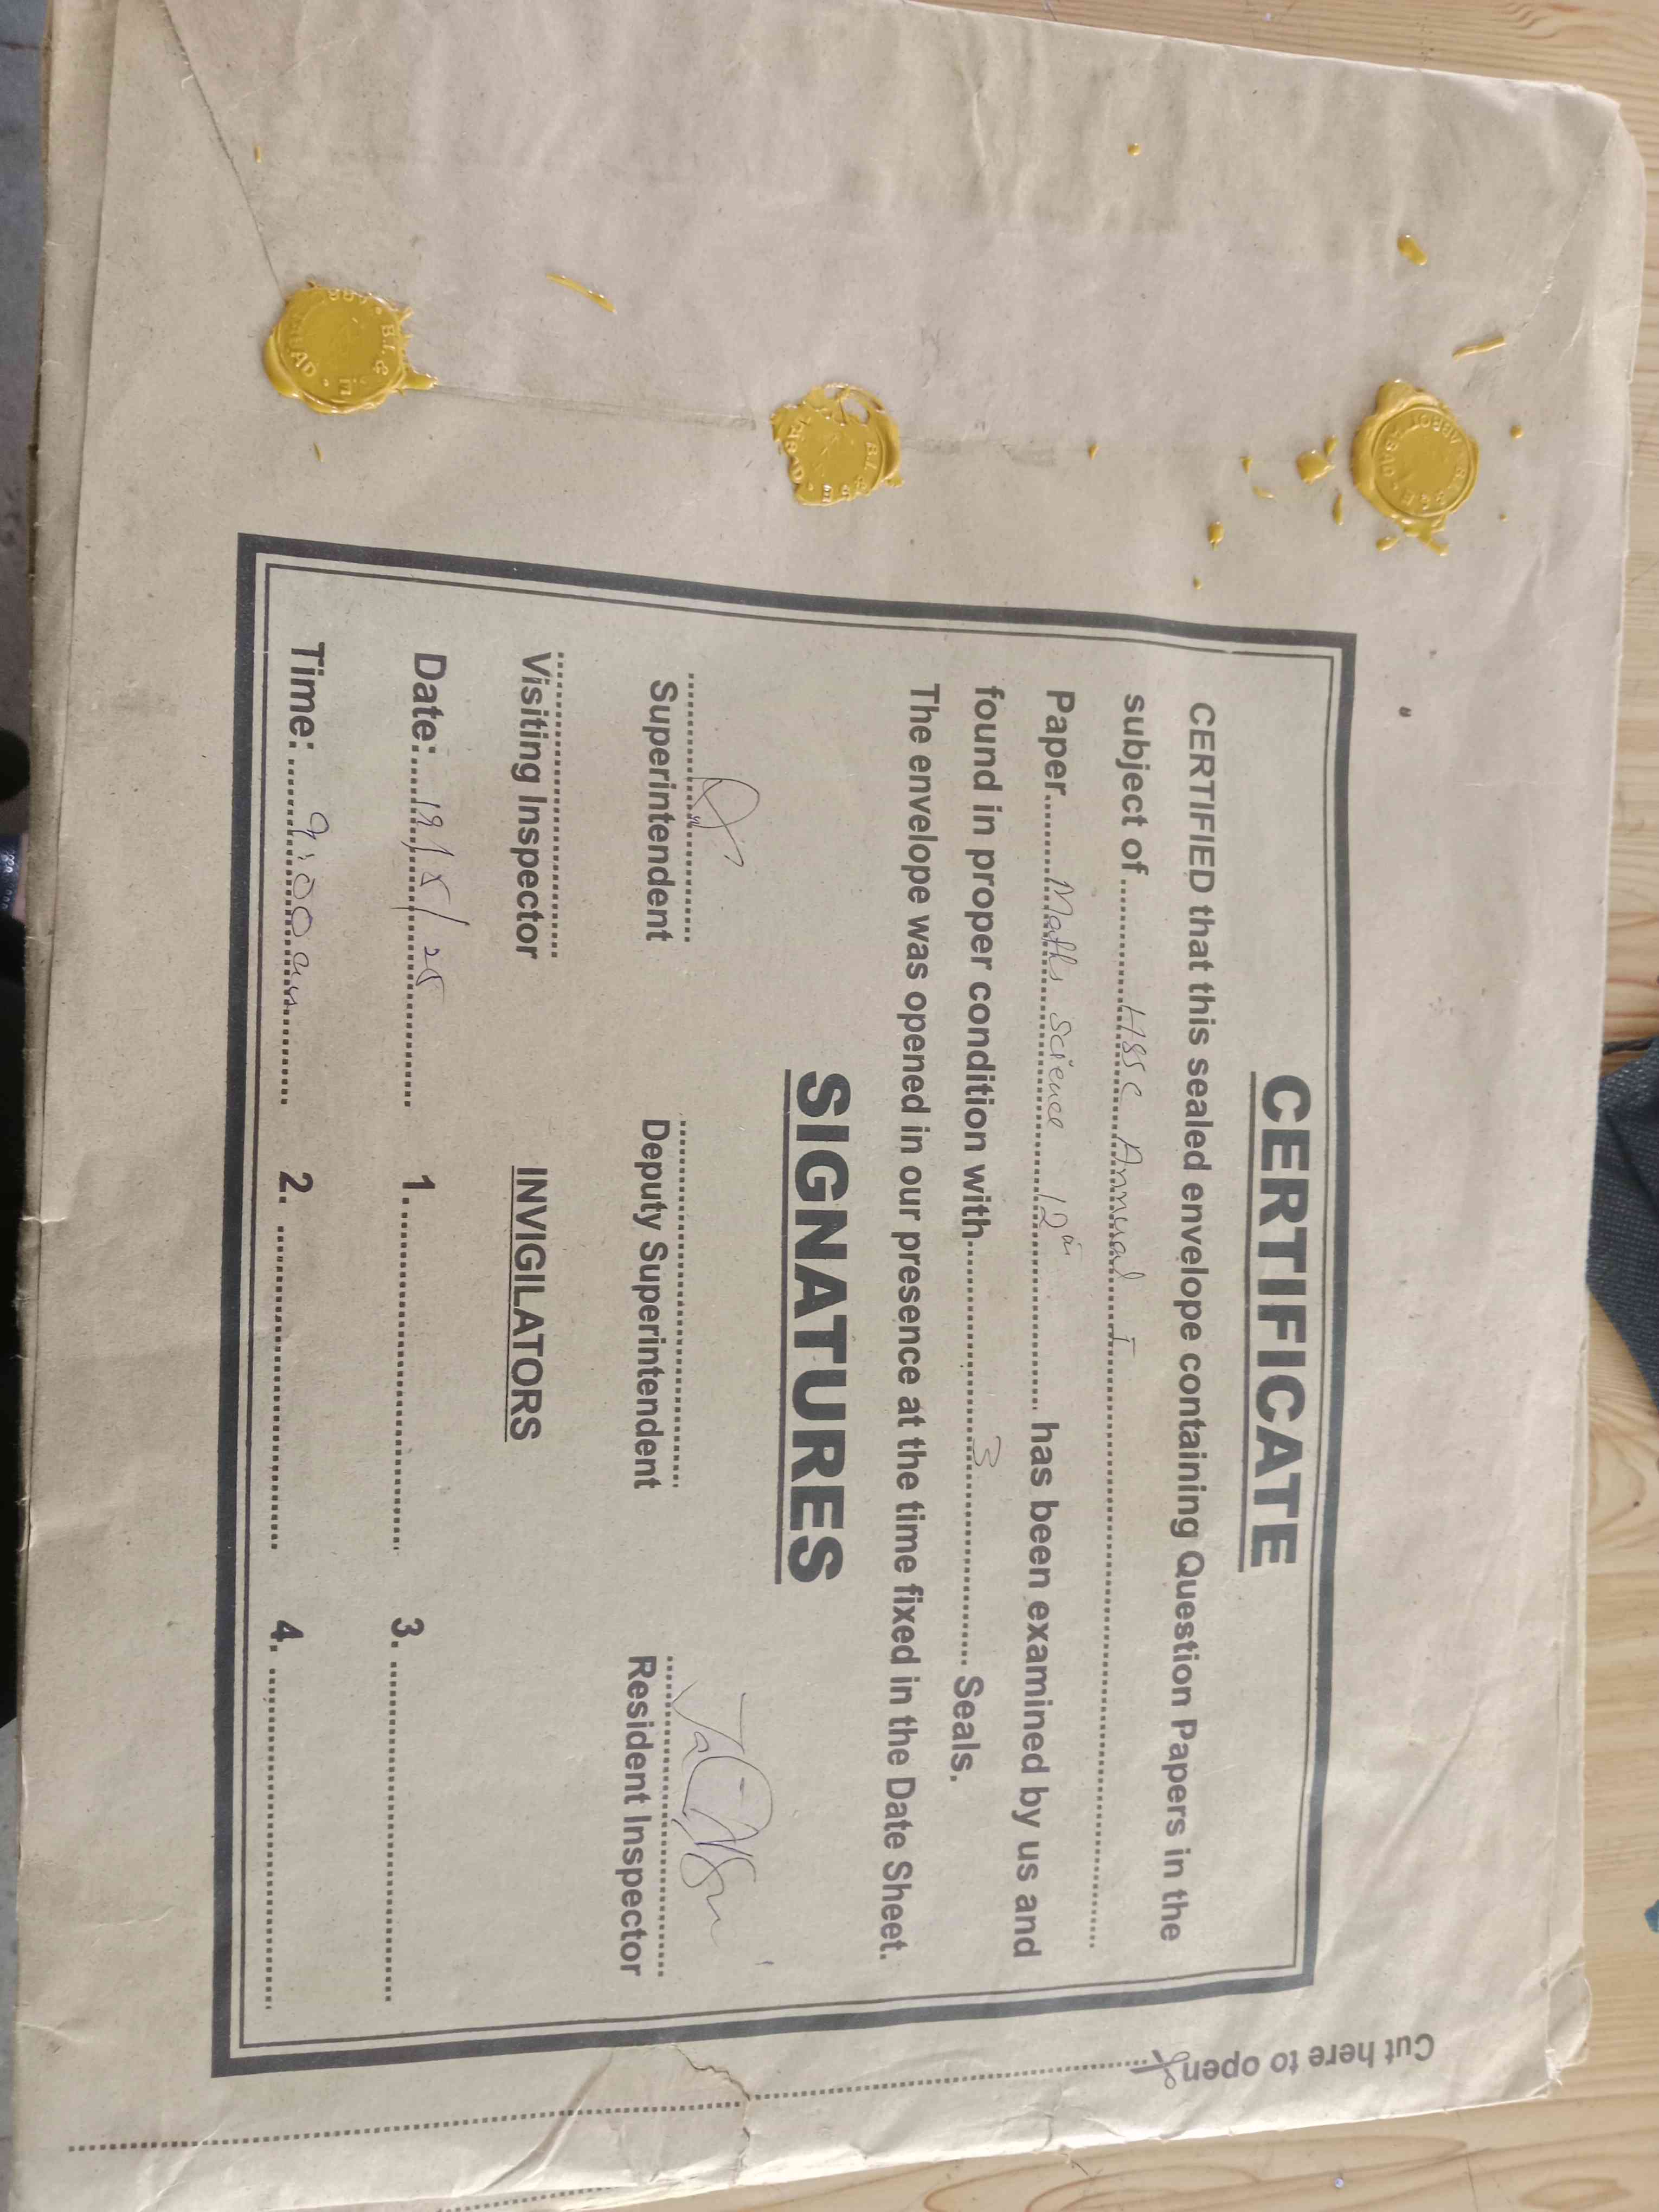 CERTIFICATE
CERTIFIED that this sealed envelope containing Question Papers in the
subject of HSSC Annual I
Paper Maths Science 12th has been examined by us and
found in proper condition with 3 Seals.
The envelope was opened in our presence at the time fixed in the Date Sheet.
SIGNATURES
Superintendent Deputy Superintendent Resident Inspector
Visiting Inspector INVIGILATORS
Date: 19/5/25 1. 3.
Time: 9:00 am 2. 4.
Cut here to open
B.I. & S.E. ABBOTTABAD